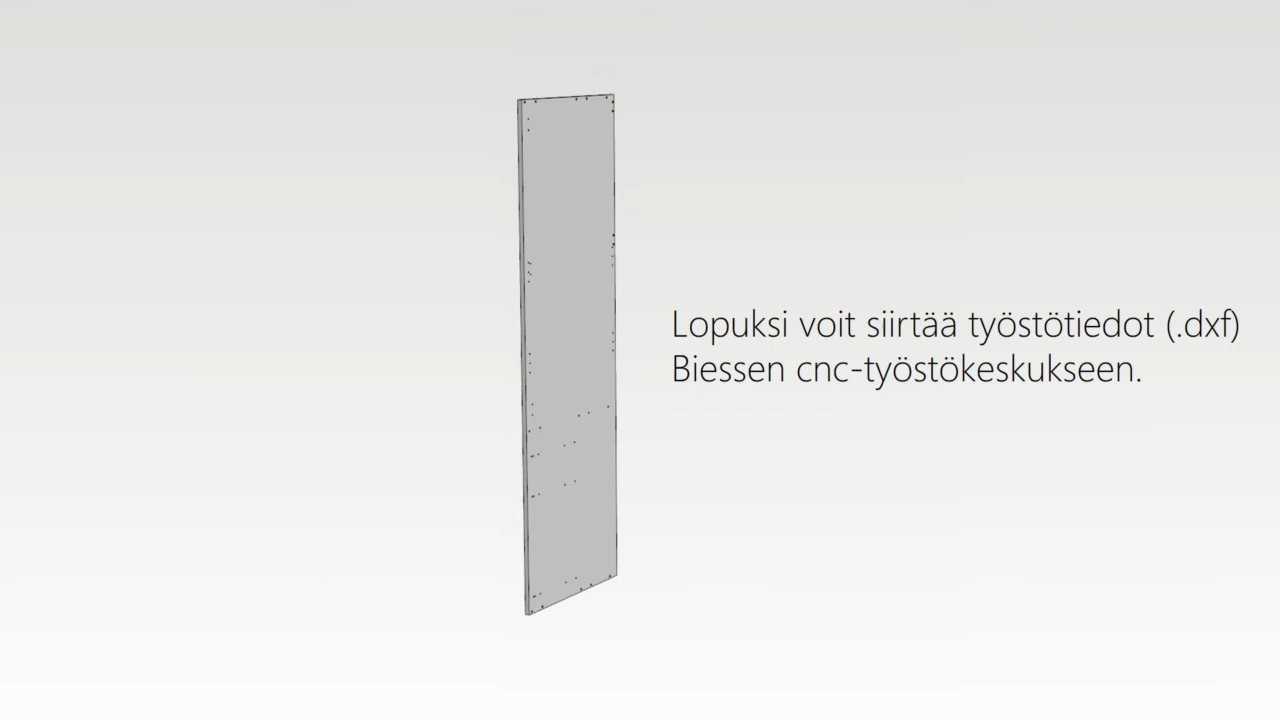 Lopuksi voit siirtää työstötiedot (.dxf)
Biessen cnc-työstökeskukseen.